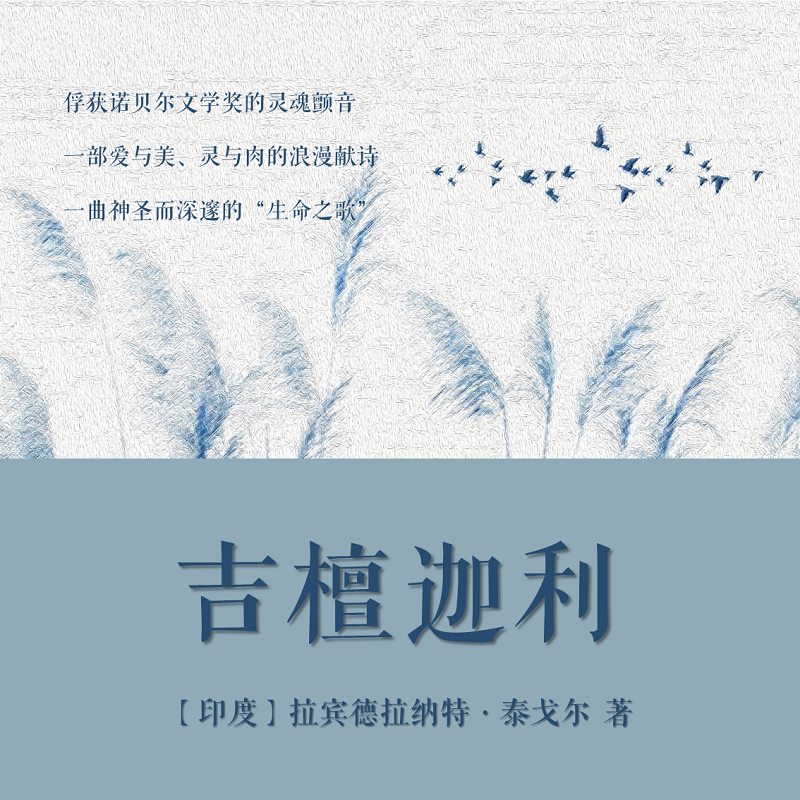 俘获诺贝尔文学奖的灵魂颤音
一部爱与美、灵与肉的浪漫献诗
一曲神圣而深邃的“生命之歌”
吉檀迦利
［印度］拉宾德拉纳特·泰戈尔 著